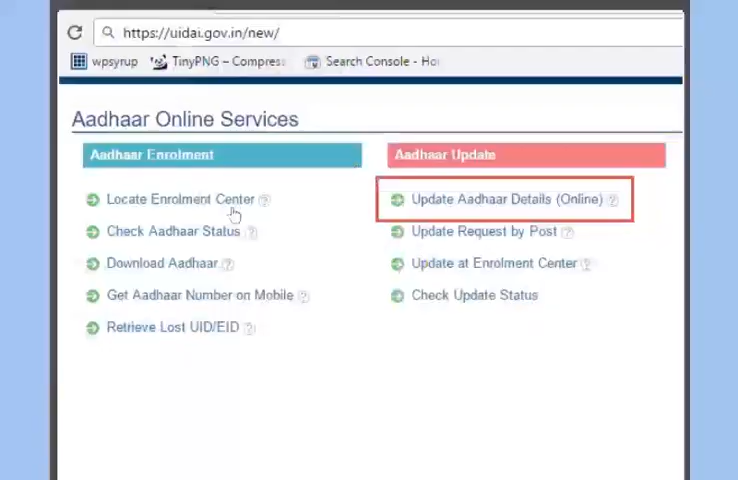 https://uidai.gov.in/new/
wpsyrup TinyPNG – Compress Search Console - Ho
Aadhaar Online Services
Aadhaar Enrolment
Locate Enrolment Center ?
Check Aadhaar Status ?
Download Aadhaar ?
Get Aadhaar Number on Mobile ?
Retrieve Lost UID/EID ?
Aadhaar Update
Update Aadhaar Details (Online) ?
Update Request by Post ?
Update at Enrolment Center ?
Check Update Status